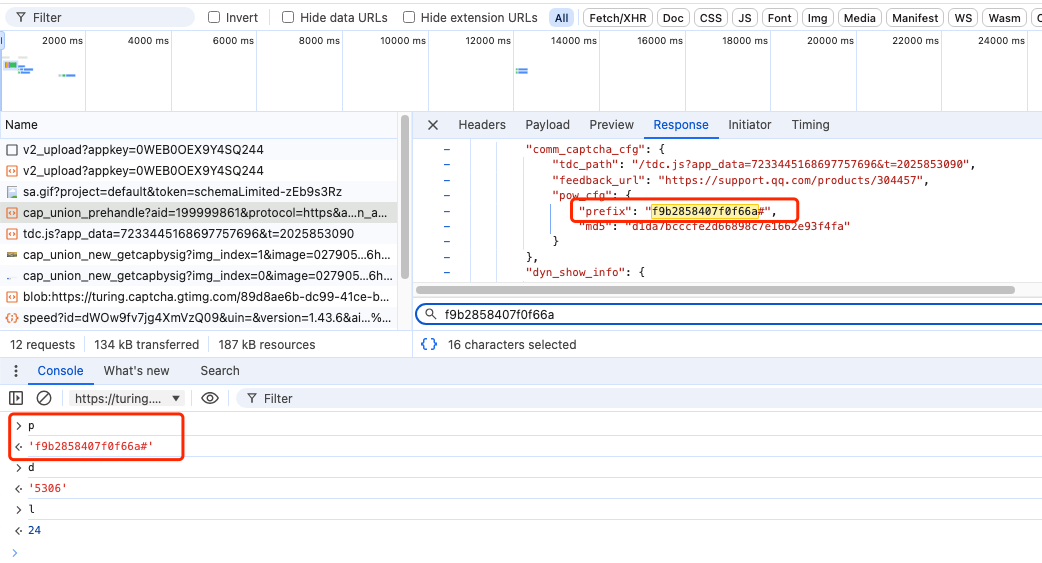 Filter Invert Hide data URLs Hide extension URLs All Fetch/XHR Doc CSS JS Font Img Media Manifest WS Wasm
2000 ms 4000 ms 6000 ms 8000 ms 10000 ms 12000 ms 14000 ms 16000 ms 18000 ms 20000 ms 22000 ms 24000 ms
Name
v2_upload?appkey=0WEB0OEX9Y4SQ244
v2_upload?appkey=0WEB0OEX9Y4SQ244
sa.gif?project=default&token=schemaLimited-zEb9s3Rz
cap_union_prehandle?aid=199999861&protocol=https&a...n_a...
tdc.js?app_data=7233445168697757696&t=2025853090
cap_union_new_getcapbysig?img_index=1&image=027905...6h...
cap_union_new_getcapbysig?img_index=0&image=027905...6h...
blob:https://turing.captcha.gtimg.com/89d8ae6b-dc99-41ce-b...
speed?id=dWOw9fv7jg4XmVzQ09&uin=&version=1.43.6&ai...%...
12 requests 134 kB transferred 187 kB resources
Headers Payload Preview Response Initiator Timing
"comm_captcha_cfg": {
"tdc_path": "/tdc.js?app_data=7233445168697757696&t=2025853090",
"feedback_url": "https://support.qq.com/products/304457",
"pow_cfg": {
"prefix": "f9b2858407f0f66a#",
"md5": "d1da7bcccfe2d66898c7e1662e93f4fa"
}
},
"dyn_show_info": {
f9b2858407f0f66a
{} 16 characters selected
Console What's new Search
https://turing.... Filter
> p
'f9b2858407f0f66a#'
> d
'5306'
> l
24
>